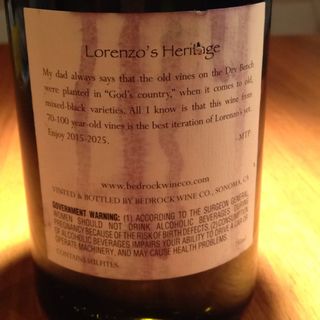 Lorenzo's Heritage
My dad always says that the old vines on the Dry Bench
were planted in "God's country," when it comes to old,
mixed-black varieties. All I know is that this wine from
70-100 year-old vines is the best iteration of Lorenzo's yet.
Enjoy 2015-2025.
-MTP
www.bedrockwineco.com
VINTED & BOTTLED BY BEDROCK WINE CO., SONOMA, CA
GOVERNMENT WARNING: (1) ACCORDING TO THE SURGEON GENERAL,
WOMEN SHOULD NOT DRINK ALCOHOLIC BEVERAGES DURING
PREGNANCY BECAUSE OF THE RISK OF BIRTH DEFECTS. (2) CONSUMPTION
OF ALCOHOLIC BEVERAGES IMPAIRS YOUR ABILITY TO DRIVE A CAR OR
OPERATE MACHINERY, AND MAY CAUSE HEALTH PROBLEMS.
CONTAINS SULFITES